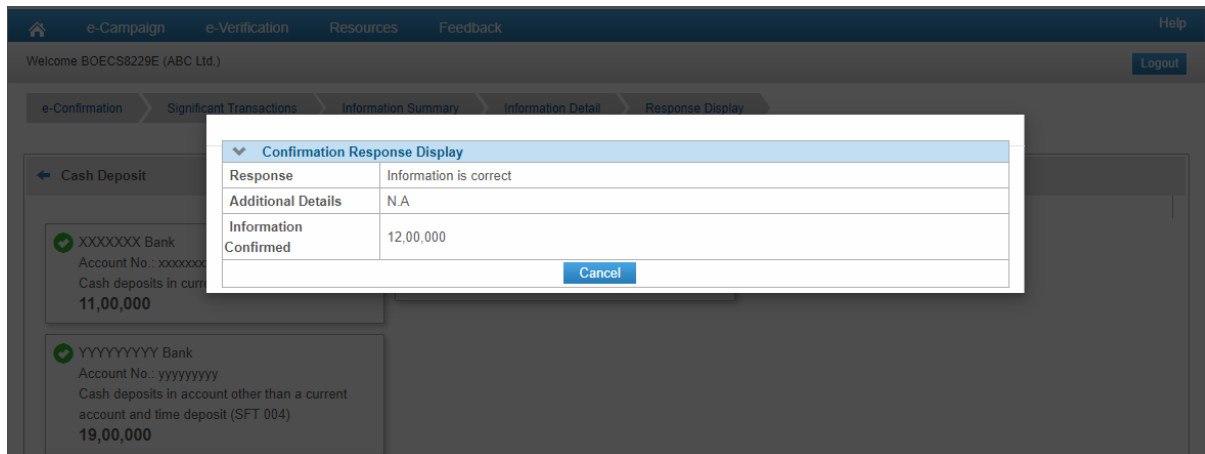 e-Campaign e-Verification Resources Feedback Help
Welcome BOECS8229E (ABC Ltd.) Logout
e-Confirmation Significant Transactions Information Summary Information Detail Response Display
Confirmation Response Display
Response Information is correct
Additional Details N.A
Information
Confirmed 12,00,000
Cancel
Cash Deposit
XXXXXXX Bank
Account No.:
Cash deposits in
11,00,000
YYYYYYYYY Bank
Account No.: yyyyyyyyy
Cash deposits in account other than a current
account and time deposit (SFT 004)
19,00,000